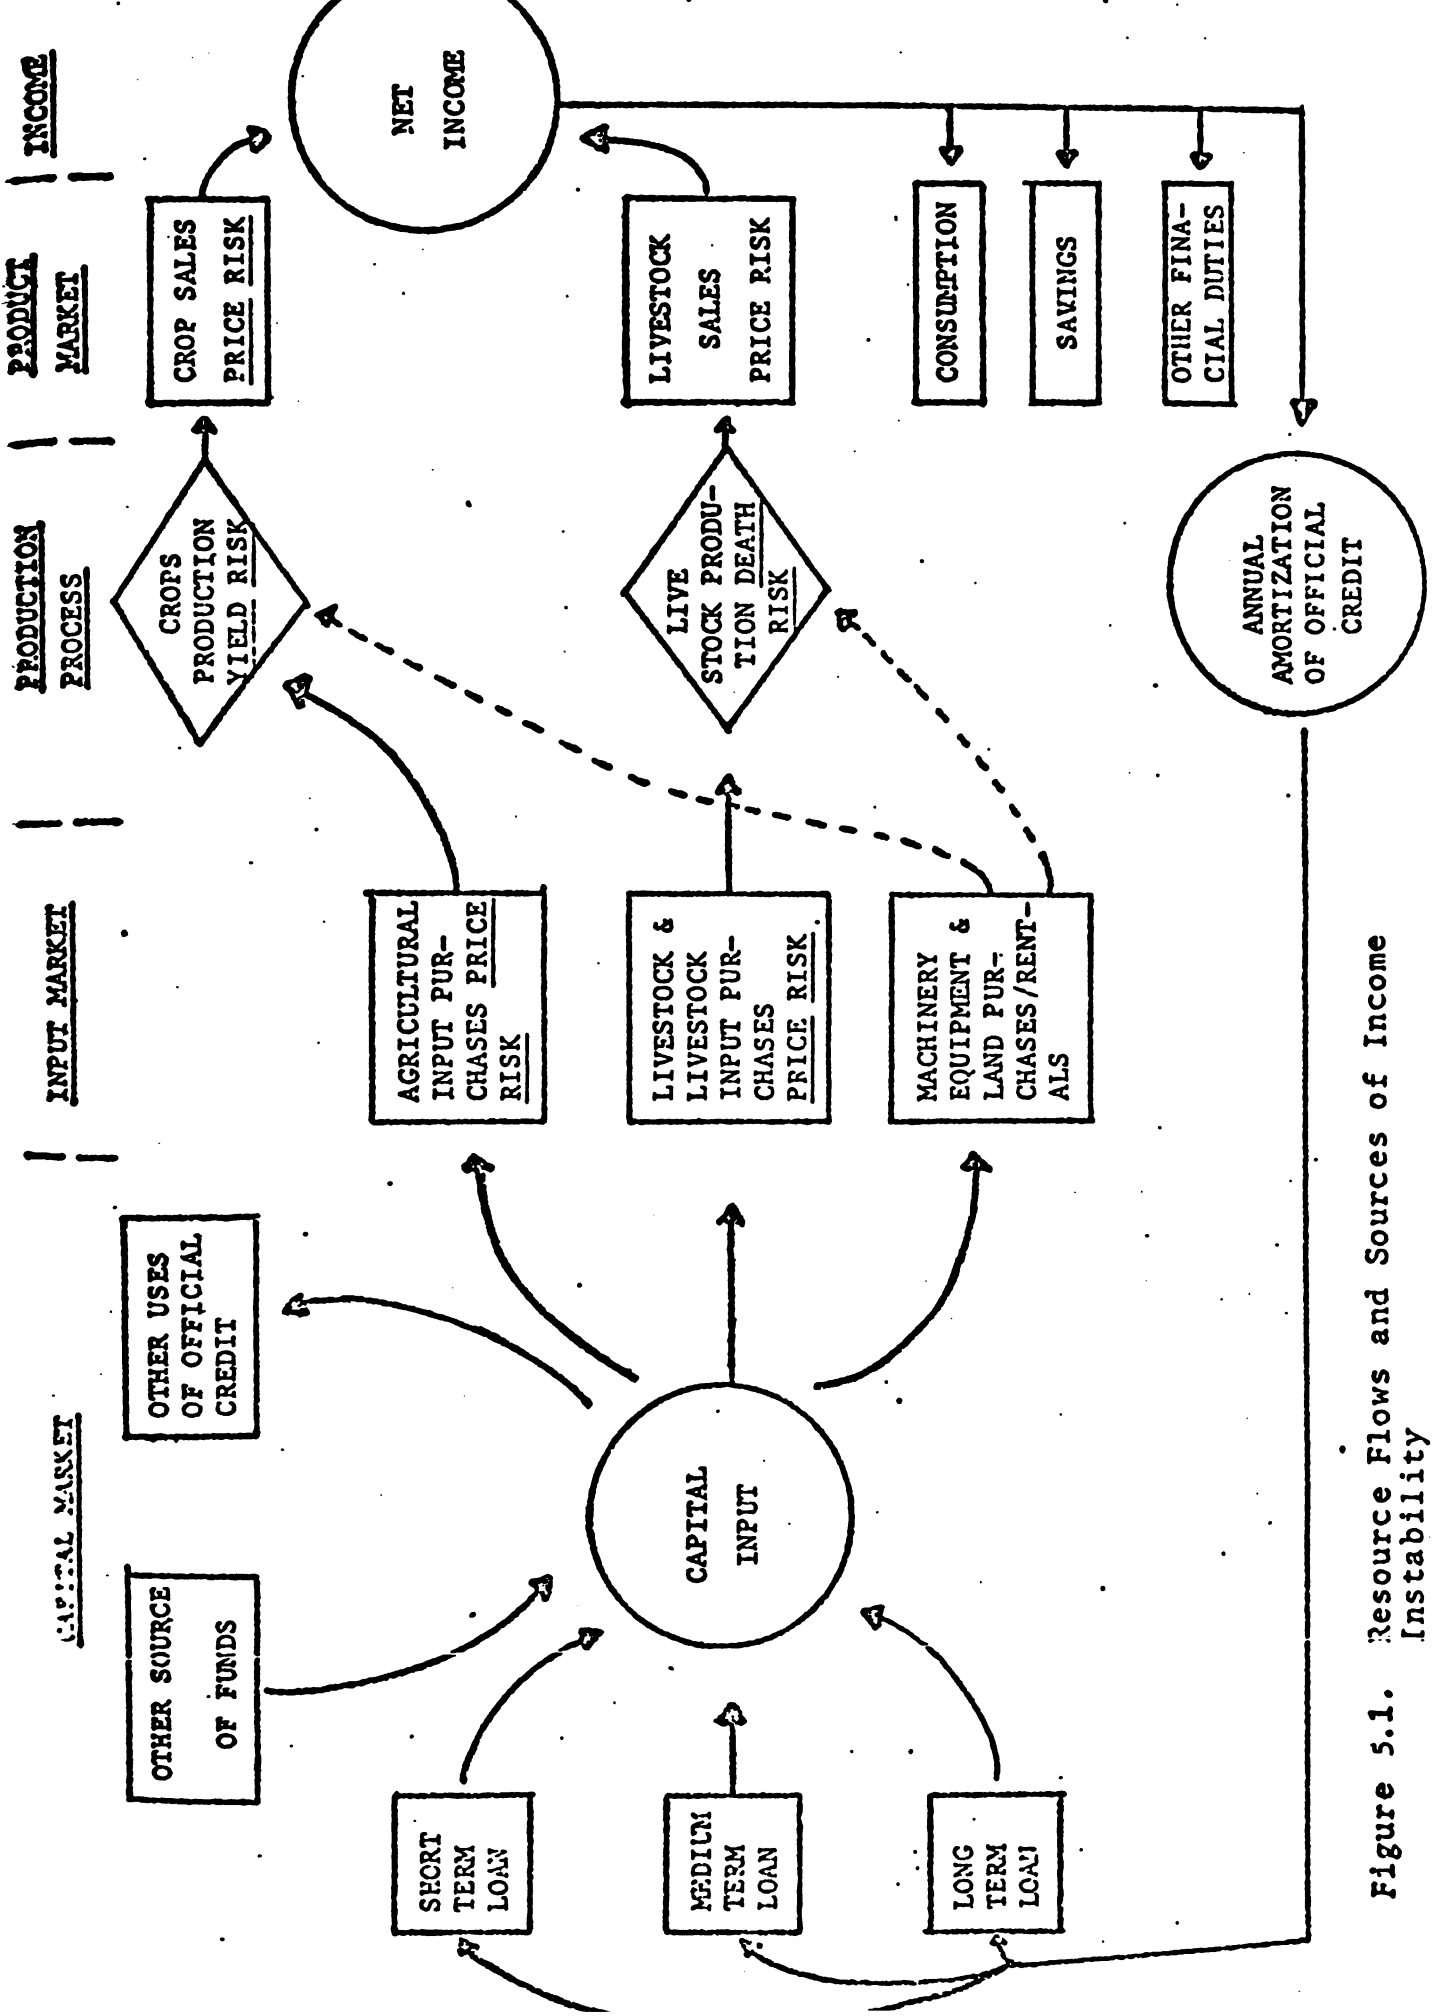 CAPITAL MARKET
INPUT MARKET
PRODUCTION
PROCESS
PRODUCT
MARKET
INCOME
OTHER SOURCE
OF FUNDS
OTHER USES
OF OFFICIAL
CREDIT
SHORT
TERM
LOAN
MEDIUM
TERM
LOAN
LONG
TERM
LOAN
CAPITAL
INPUT
AGRICULTURAL
INPUT PUR-
CHASES PRICE
RISK
LIVESTOCK &
LIVESTOCK
INPUT PUR-
CHASES
PRICE RISK.
MACHINERY
EQUIPMENT &
LAND PUR-
CHASES/RENT-
ALS
CROPS
PRODUCTION
YIELD RISK
LIVE
STOCK PRODU-
TION DEATH
RISK
CROP SALES
PRICE RISK
LIVESTOCK
SALES
PRICE RISK
NET
INCOME
CONSUMPTION
SAVINGS
OTHER FINA-
CIAL DUTIES
ANNUAL
AMORTIZATION
OF OFFICIAL
CREDIT
Figure 5.1. Resource Flows and Sources of Income
Instability